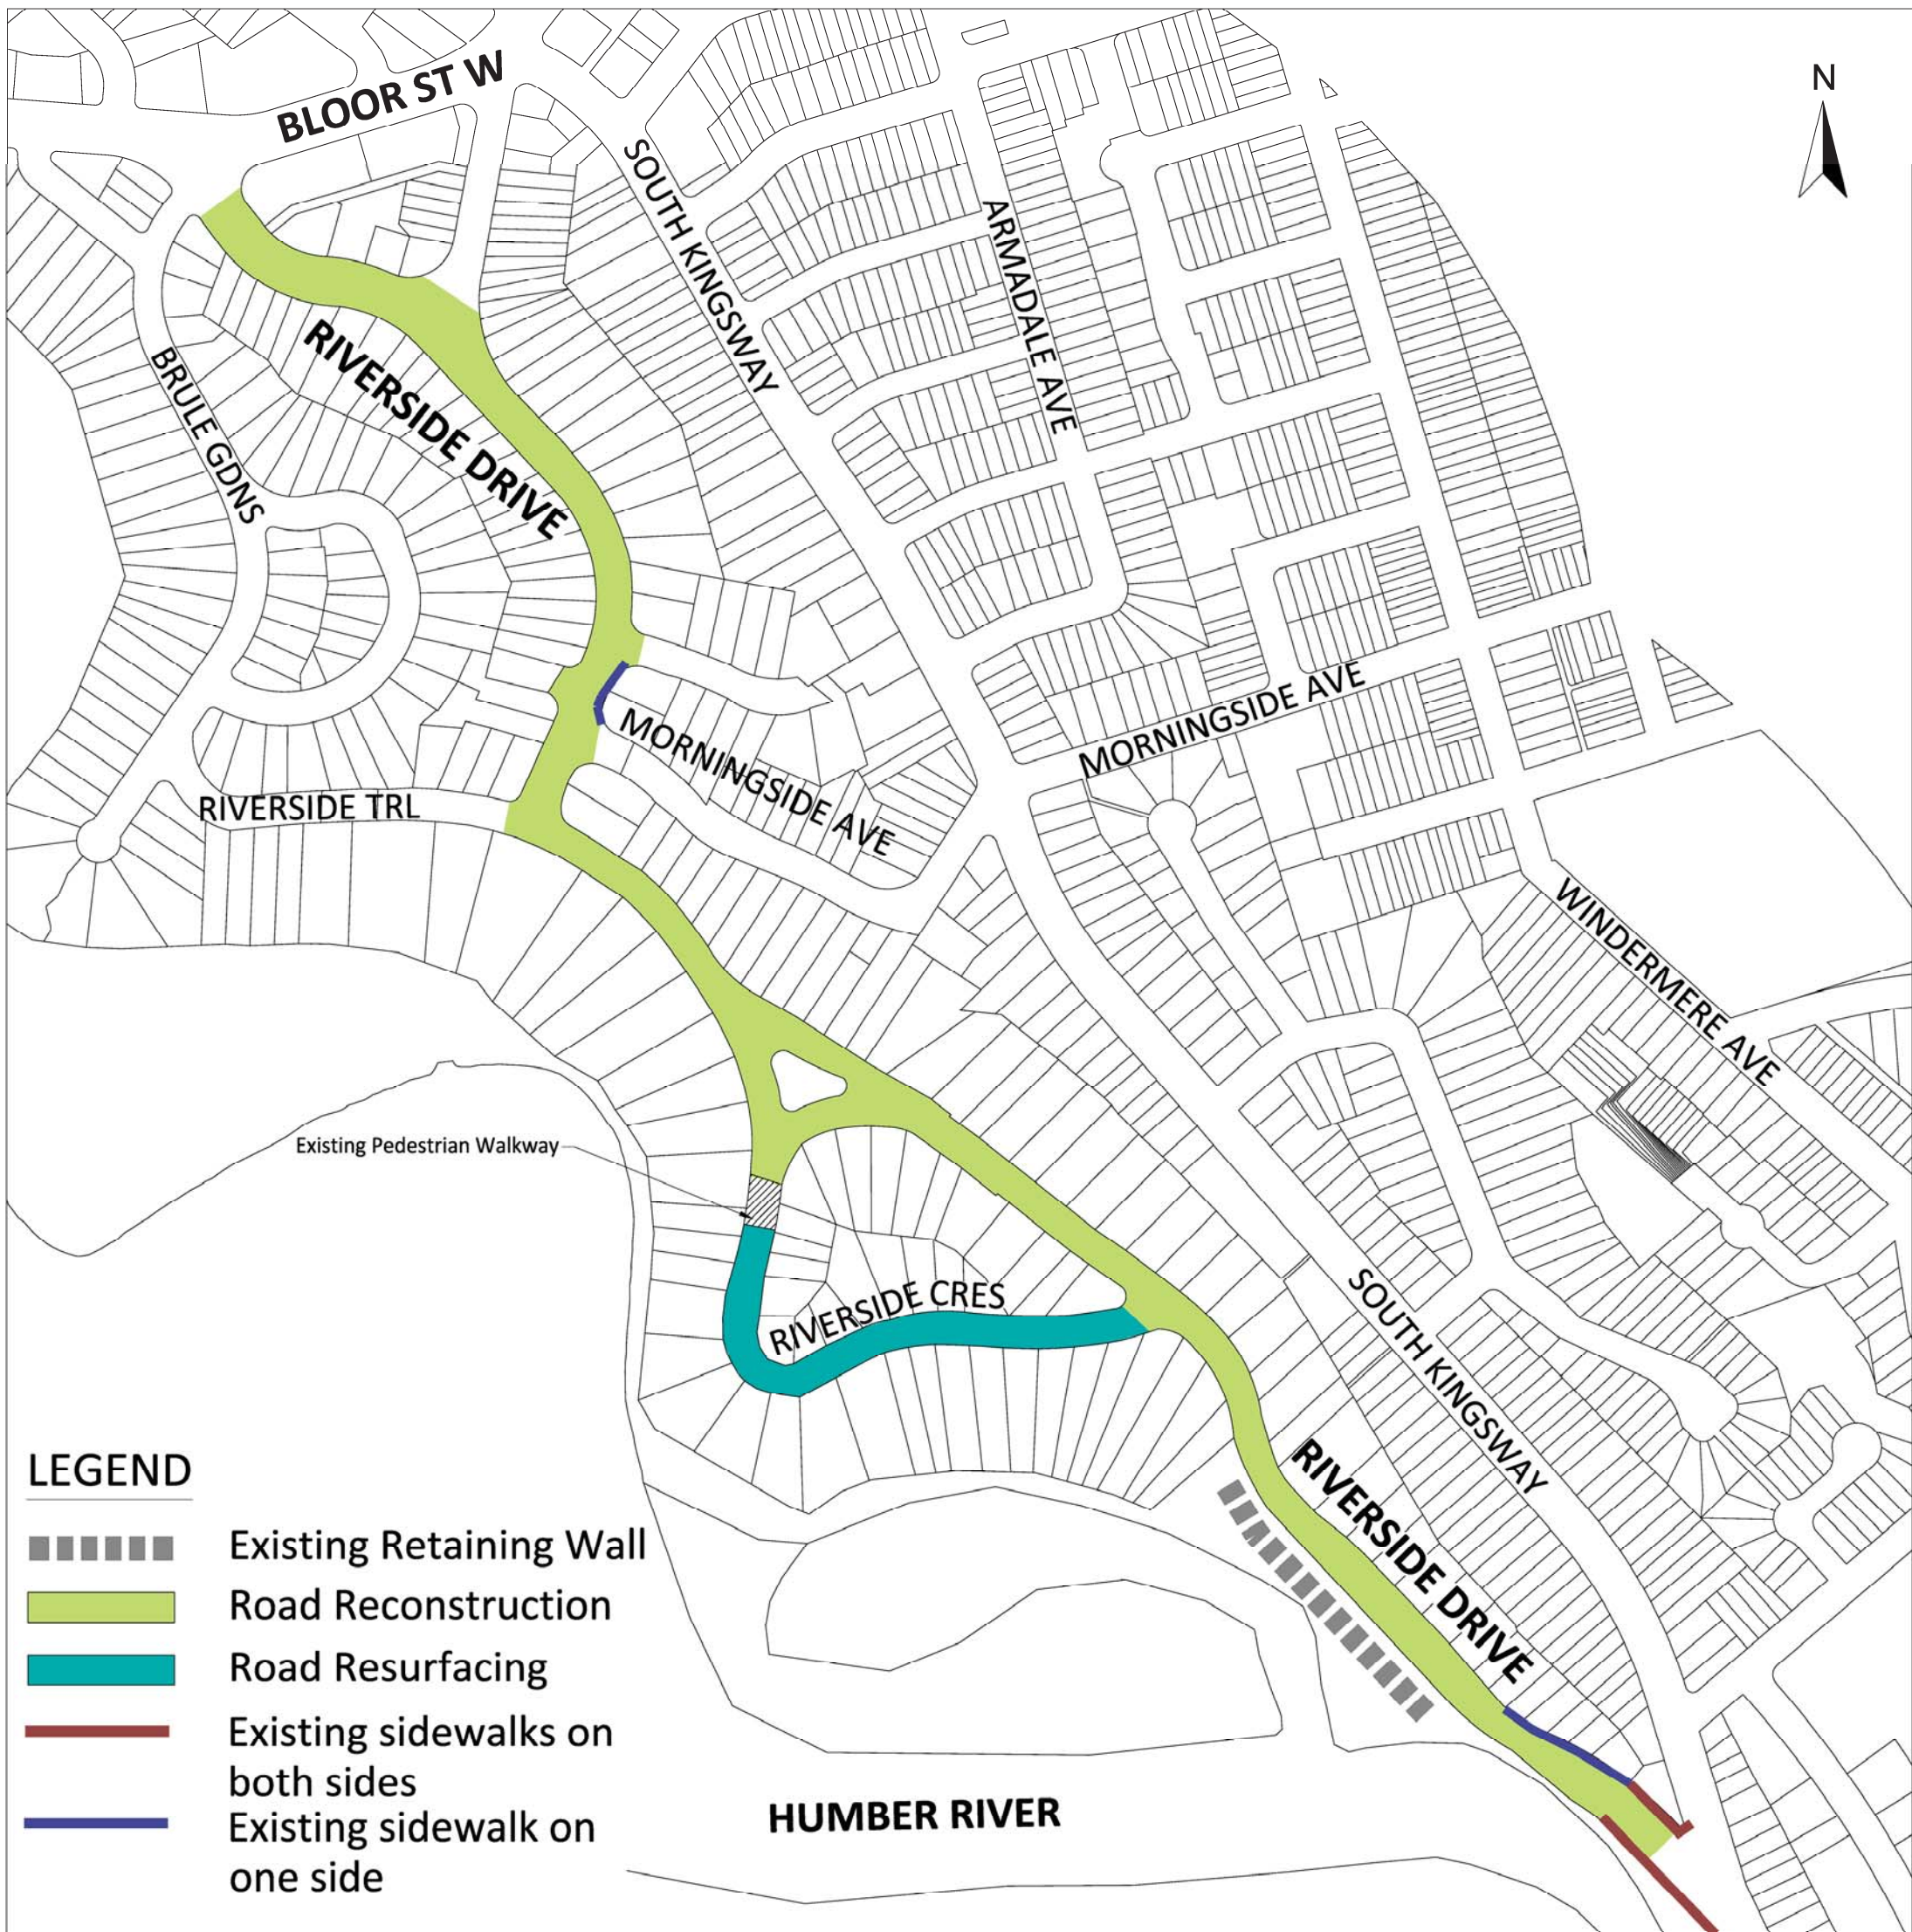 BLOOR ST W
N
SOUTH KINGSWAY
ARMADALE AVE
RIVERSIDE DRIVE
BRULE GDNS
MORNINGSIDE AVE
MORNINGSIDE AVE
RIVERSIDE TRL
WINDERMERE AVE
Existing Pedestrian Walkway
RIVERSIDE CRES
SOUTH KINGSWAY
RIVERSIDE DRIVE
LEGEND
Existing Retaining Wall
Road Reconstruction
Road Resurfacing
Existing sidewalks on
both sides
Existing sidewalk on
one side
HUMBER RIVER